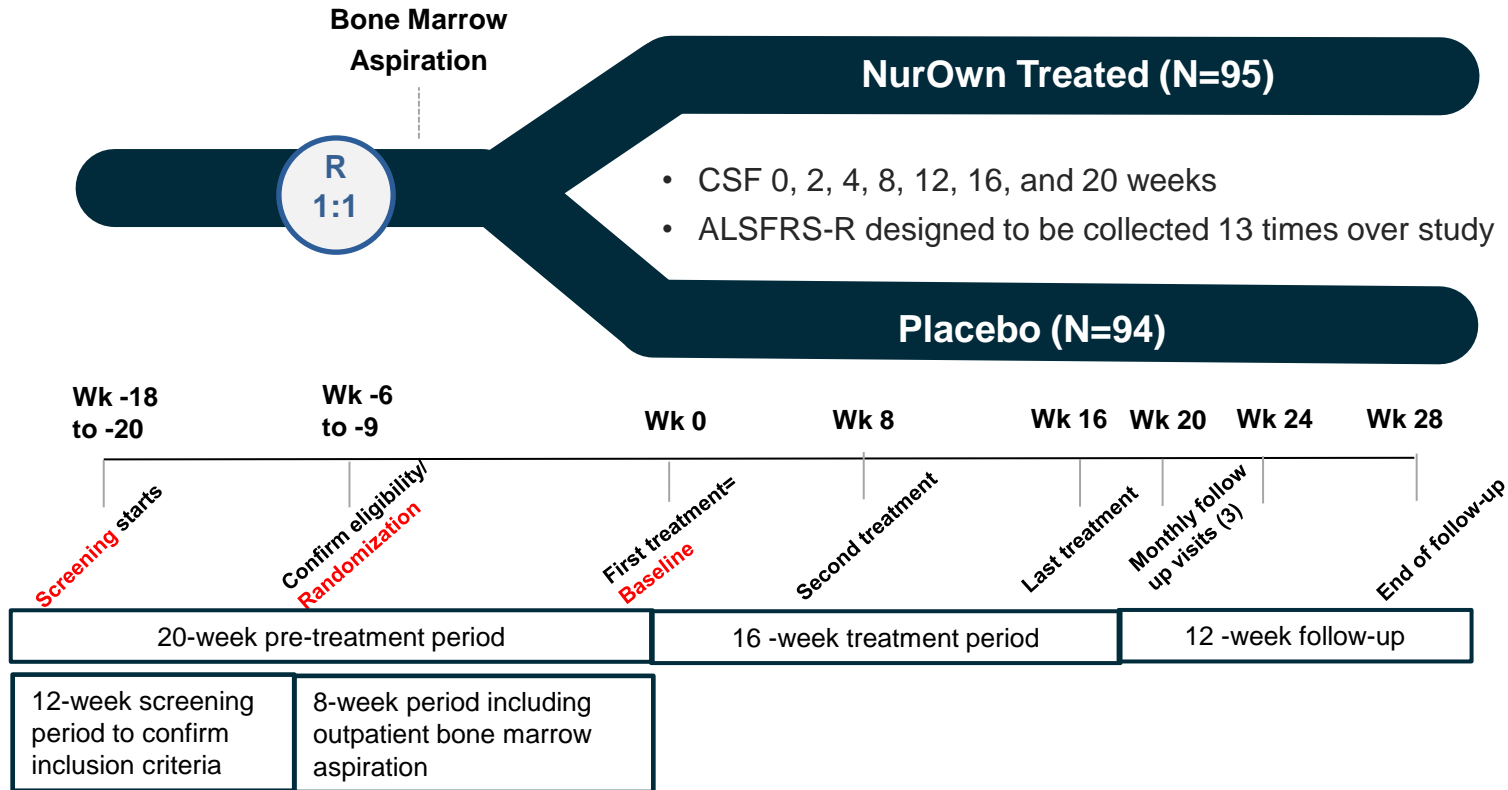 Bone Marrow
Aspiration
NurOwn Treated (N=95)
R
1:1
• CSF 0, 2, 4, 8, 12, 16, and 20 weeks
• ALSFRS-R designed to be collected 13 times over study
Placebo (N=94)
Wk -18
to -20
Wk -6
to -9
Wk 0
Wk 8
Wk 16
Wk 20
Wk 24
Wk 28
Screening starts
Confirm eligibility/
Randomization
First treatment=
Baseline
Second treatment
Last treatment
Monthly follow
up visits (3)
End of follow-up
20-week pre-treatment period
16 -week treatment period
12 -week follow-up
12-week screening
period to confirm
inclusion criteria
8-week period including
outpatient bone marrow
aspiration